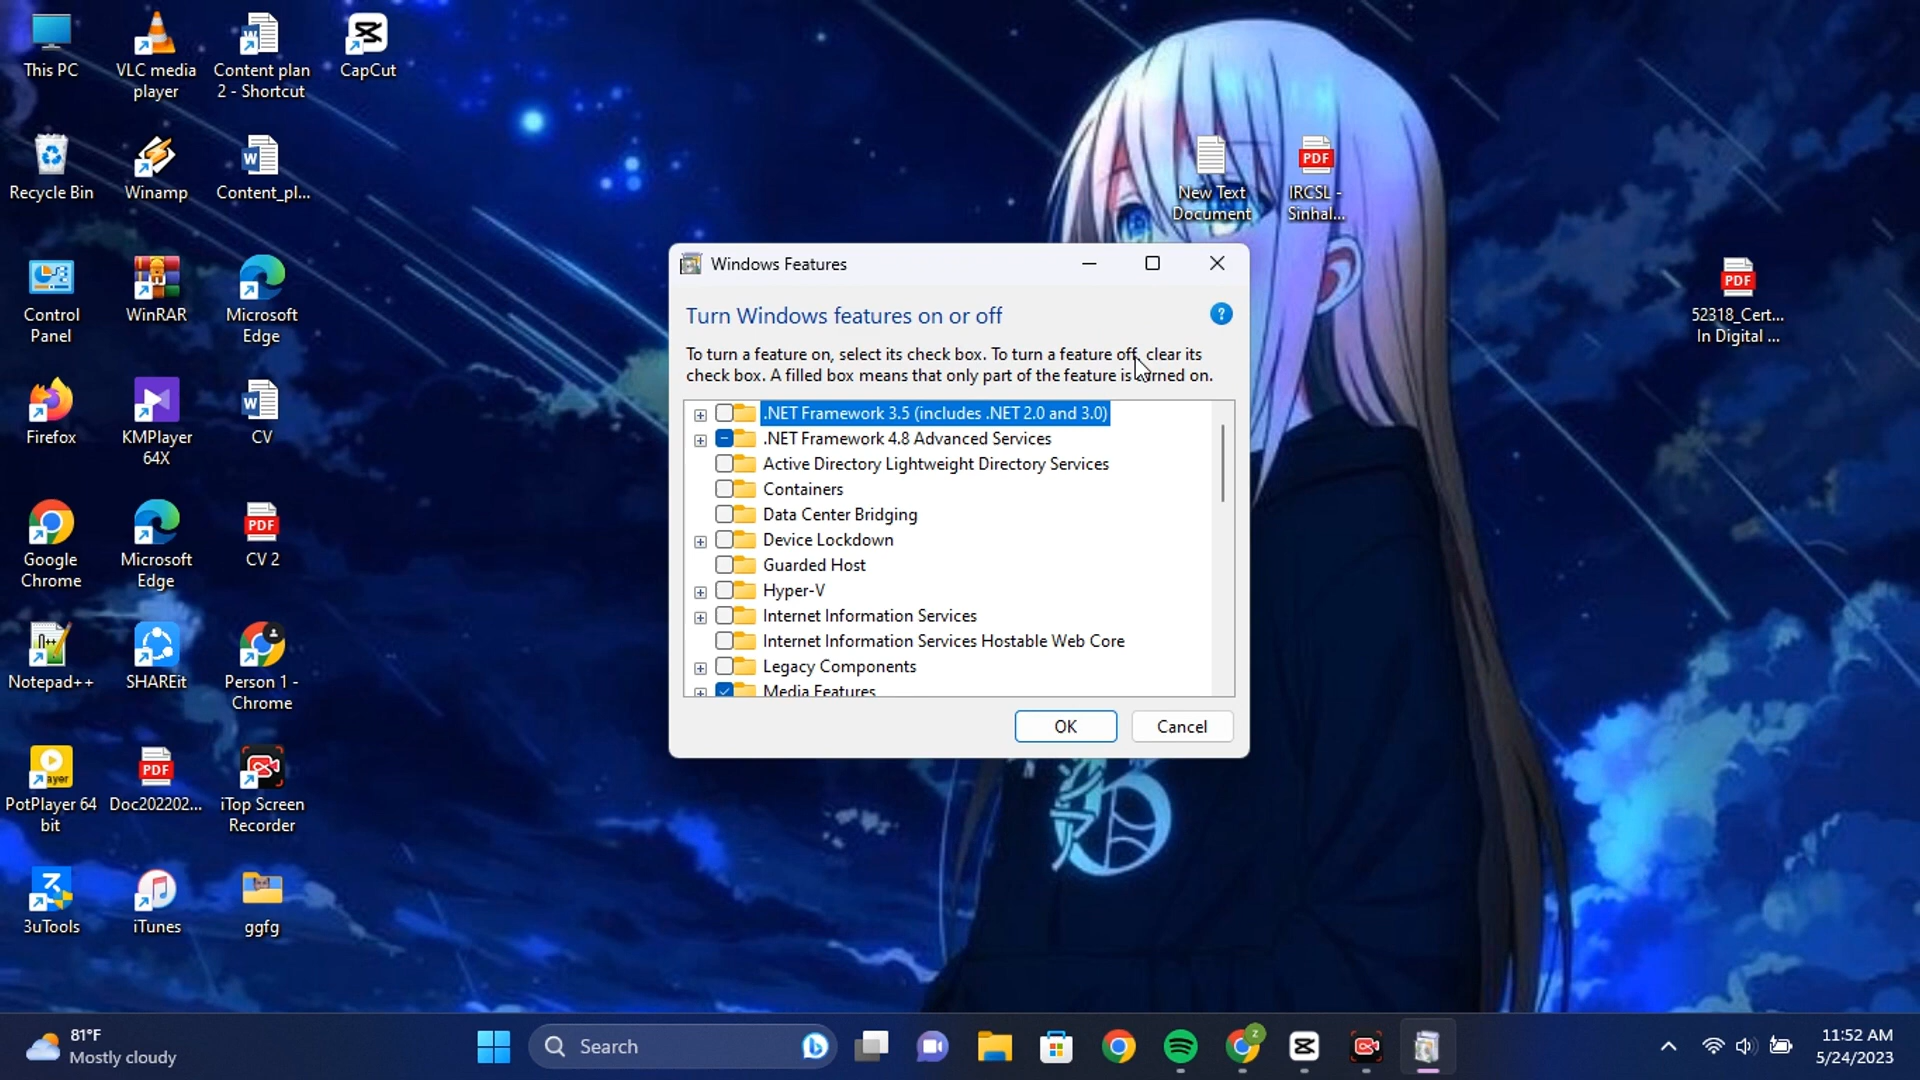 This PC
VLC media
player
Content plan
2 - Shortcut
CapCut
Recycle Bin
Winamp
Content_pl...
New Text
Document
PDF
IRCSL -
Sinhal...
Control
Panel
WinRAR
Microsoft
Edge
PDF
52318_Cert...
In Digital ...
Firefox
KMPlayer
64X
CV
Google
Chrome
Microsoft
Edge
PDF
CV 2
Notepad++
SHAREit
Person 1 -
Chrome
PotPlayer 64
bit
PDF
Doc202202...
iTop Screen
Recorder
3uTools
iTunes
ggfg
Windows Features
Turn Windows features on or off
To turn a feature on, select its check box. To turn a feature off, clear its
check box. A filled box means that only part of the feature is turned on.
.NET Framework 3.5 (includes .NET 2.0 and 3.0)
.NET Framework 4.8 Advanced Services
Active Directory Lightweight Directory Services
Containers
Data Center Bridging
Device Lockdown
Guarded Host
Hyper-V
Internet Information Services
Internet Information Services Hostable Web Core
Legacy Components
Media Features
OK
Cancel
81°F
Mostly cloudy
Search
11:52 AM
5/24/2023